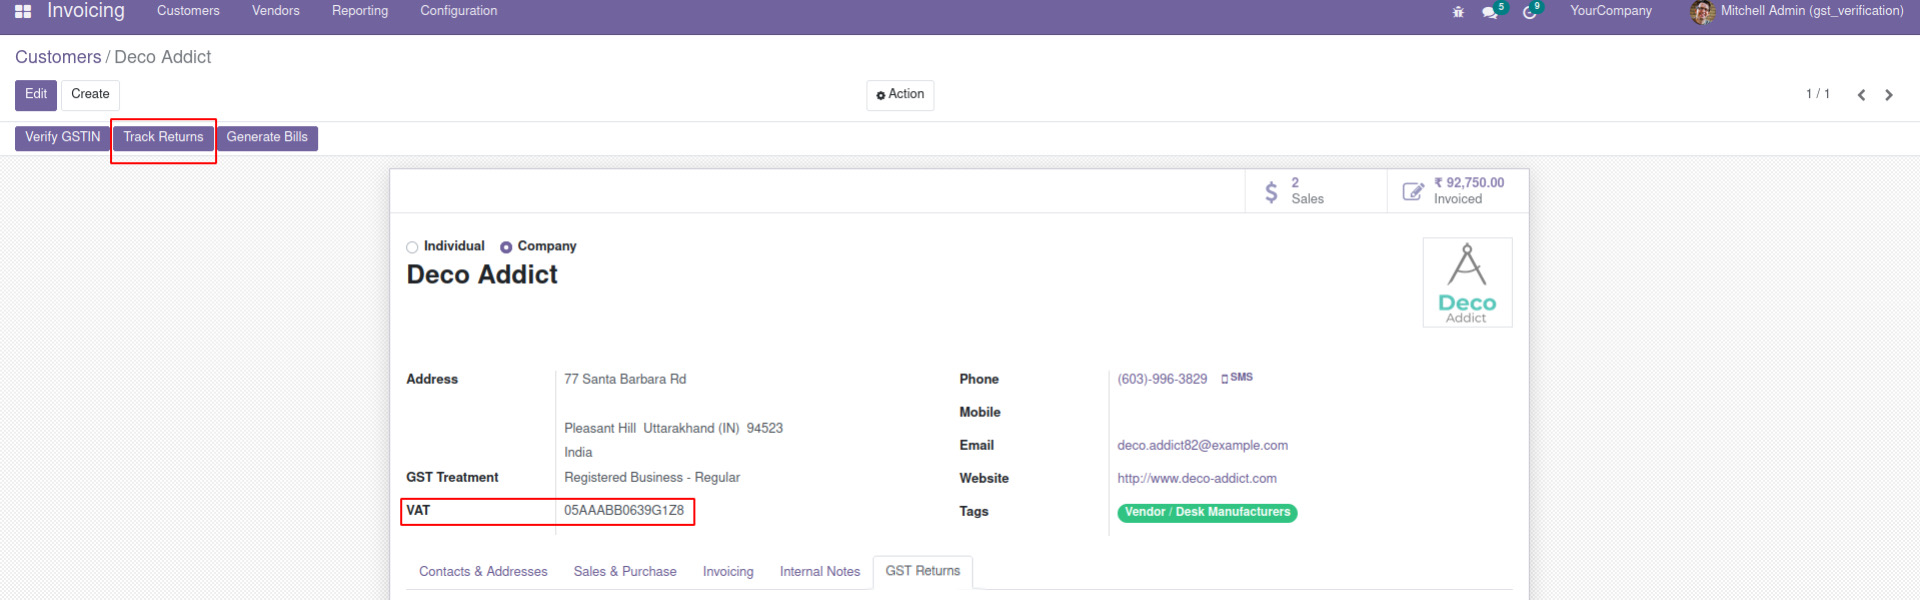 Invoicing Customers Vendors Reporting Configuration 5 9 YourCompany Mitchell Admin (gst_verification)
Customers / Deco Addict
Edit Create Action 1 / 1
Verify GSTIN Track Returns Generate Bills
2 ₹ 92,750.00
Sales Invoiced
Individual Company
Deco Addict
Deco
Addict
Address 77 Santa Barbara Rd Phone (603)-996-3829 SMS
Mobile
Pleasant Hill Uttarakhand (IN) 94523
Email deco.addict82@example.com
India
GST Treatment Registered Business - Regular Website http://www.deco-addict.com
VAT 05AAABB0639G1Z8 Tags Vendor / Desk Manufacturers
Contacts & Addresses Sales & Purchase Invoicing Internal Notes GST Returns